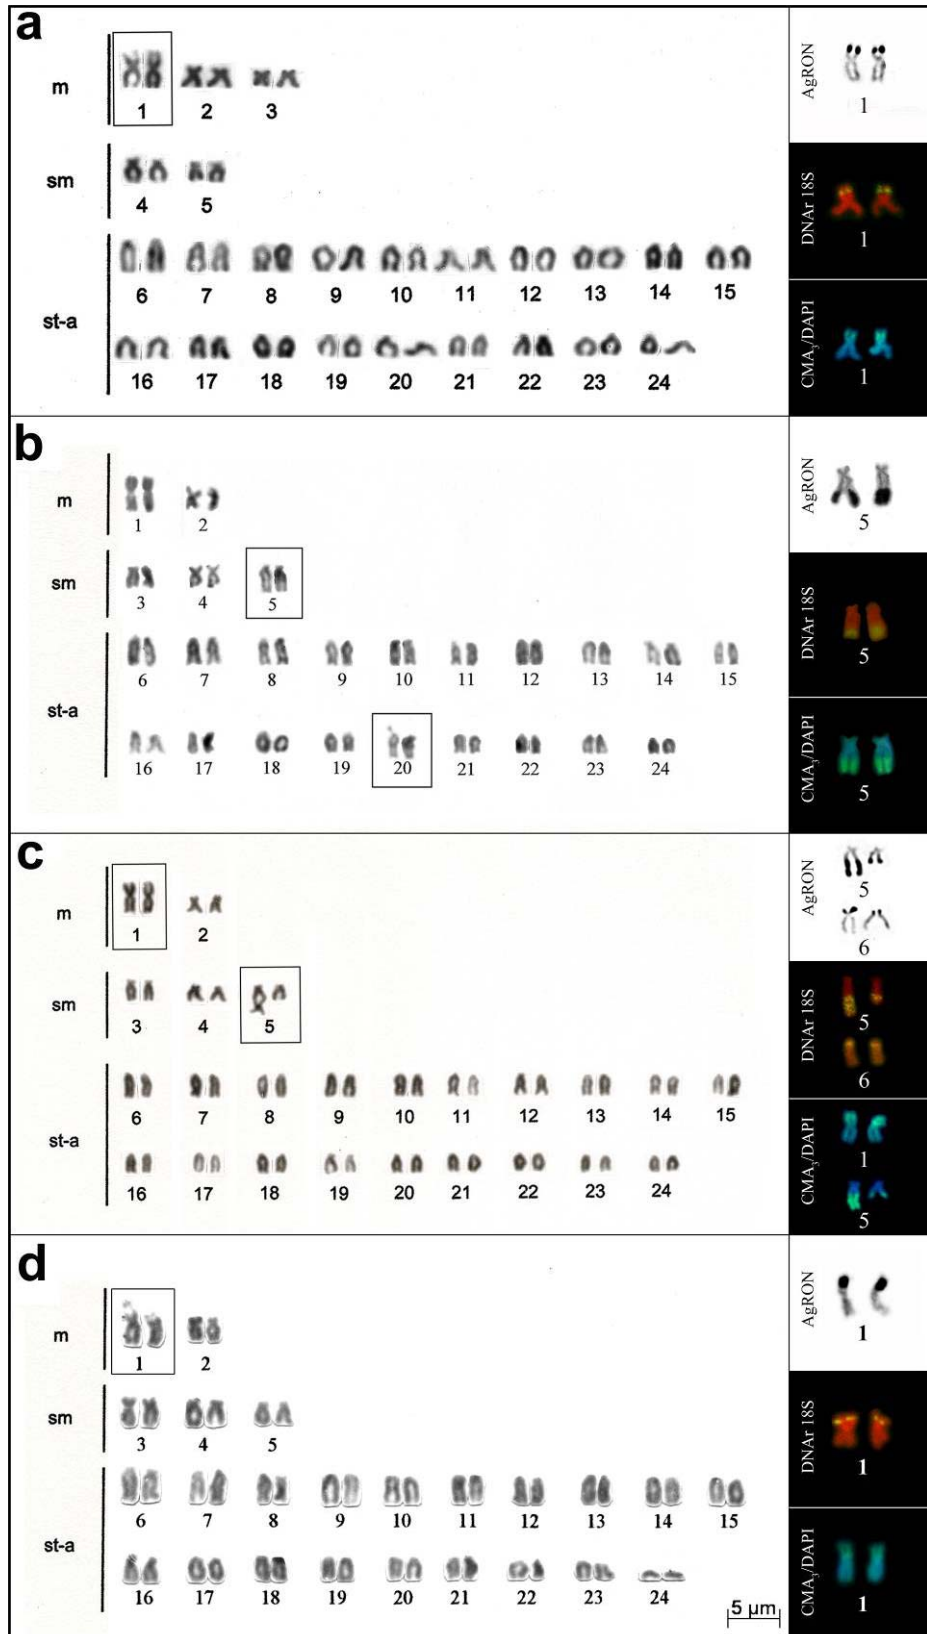 a
m
1 2 3
sm
4 5
st-a
6 7 8 9 10 11 12 13 14 15
16 17 18 19 20 21 22 23 24
AgRON
1
DNAr 18S
1
CMA3/DAPI
1
b
m
1 2
sm
3 4 5
st-a
6 7 8 9 10 11 12 13 14 15
16 17 18 19 20 21 22 23 24
AgRON
5
DNAr 18S
5
CMA3/DAPI
5
c
m
1 2
sm
3 4 5
st-a
6 7 8 9 10 11 12 13 14 15
16 17 18 19 20 21 22 23 24
AgRON
5
6
DNAr 18S
5
6
CMA3/DAPI
1
5
d
m
1 2
sm
3 4 5
st-a
6 7 8 9 10 11 12 13 14 15
16 17 18 19 20 21 22 23 24
5 µm
AgRON
1
DNAr 18S
1
CMA3/DAPI
1